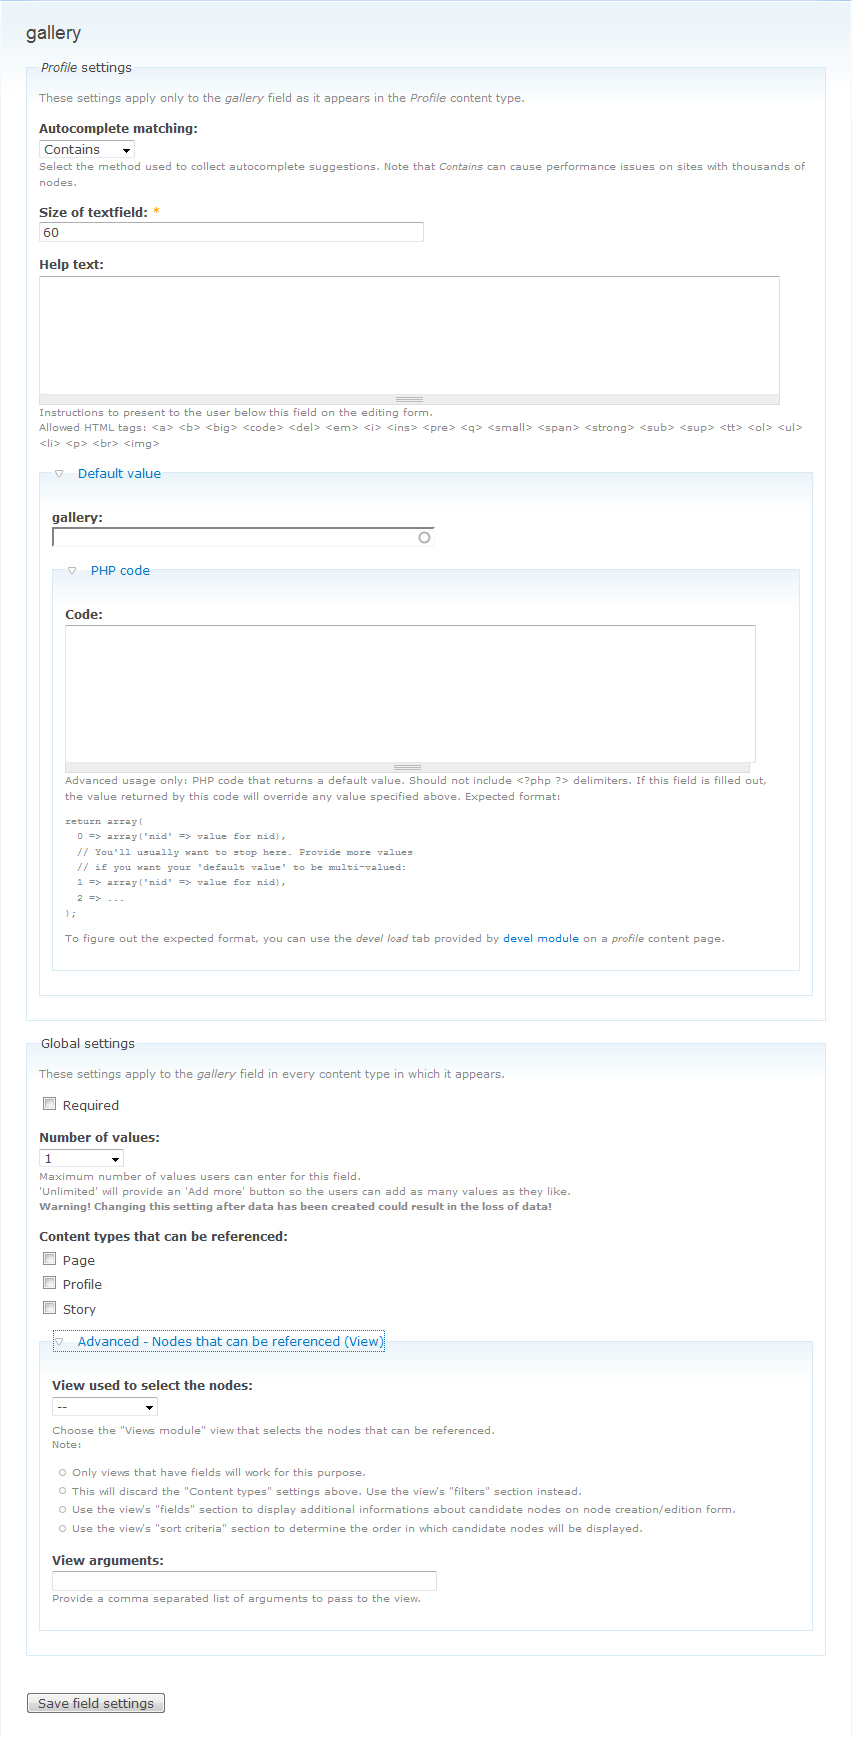 gallery
Profile settings
These settings apply only to the gallery field as it appears in the Profile content type.
Autocomplete matching:
Contains
Select the method used to collect autocomplete suggestions. Note that Contains can cause performance issues on sites with thousands of
nodes.
Size of textfield: *
60
Help text:
Instructions to present to the user below this field on the editing form.
Allowed HTML tags: <a> <b> <big> <code> <del> <em> <i> <ins> <pre> <q> <small> <span> <strong> <sub> <sup> <tt> <ol> <ul>
<li> <p> <br> <img>
Default value
gallery:
PHP code
Code:
Advanced usage only: PHP code that returns a default value. Should not include <?php ?> delimiters. If this field is filled out,
the value returned by this code will override any value specified above. Expected format:
return array(
  0 => array('nid' => value for nid),
  // You'll usually want to stop here. Provide more values
  // if you want your 'default value' to be multi-valued:
  1 => array('nid' => value for nid),
  2 => ...
);
To figure out the expected format, you can use the devel load tab provided by devel module on a profile content page.
Global settings
These settings apply to the gallery field in every content type in which it appears.
Required
Number of values:
1
Maximum number of values users can enter for this field.
'Unlimited' will provide an 'Add more' button so the users can add as many values as they like.
Warning! Changing this setting after data has been created could result in the loss of data!
Content types that can be referenced:
Page
Profile
Story
Advanced - Nodes that can be referenced (View)
View used to select the nodes:
--
Choose the "Views module" view that selects the nodes that can be referenced.
Note:
Only views that have fields will work for this purpose.
This will discard the "Content types" settings above. Use the view's "filters" section instead.
Use the view's "fields" section to display additional informations about candidate nodes on node creation/edition form.
Use the view's "sort criteria" section to determine the order in which candidate nodes will be displayed.
View arguments:
Provide a comma separated list of arguments to pass to the view.
Save field settings